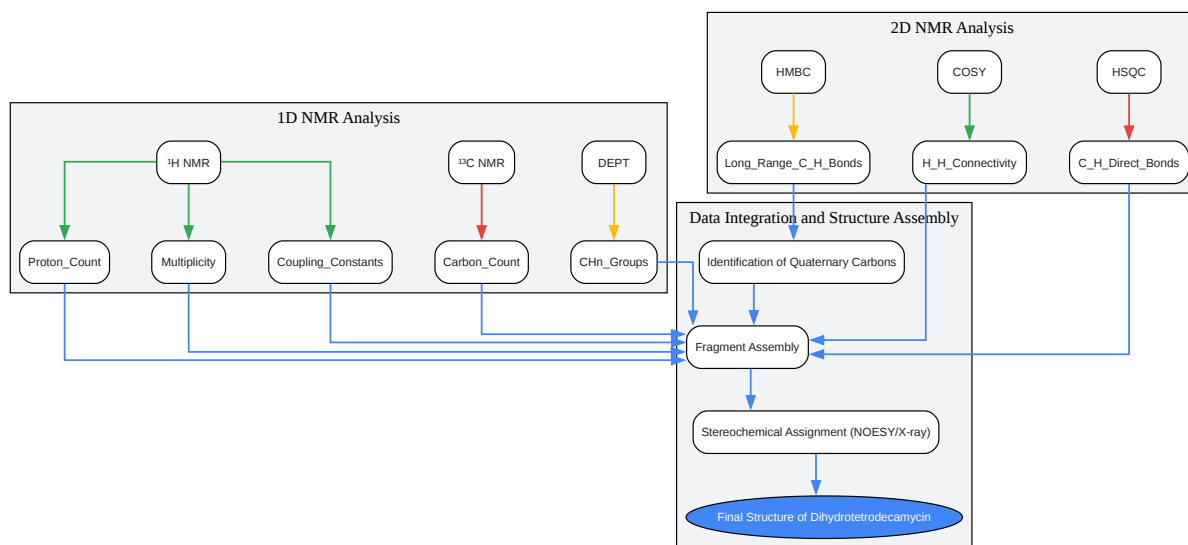 2D NMR Analysis
HMBC
COSY
HSQC
1D NMR Analysis
¹H NMR
¹³C NMR
DEPT
Long_Range_C_H_Bonds
H_H_Connectivity
C_H_Direct_Bonds
Data Integration and Structure Assembly
Proton_Count
Multiplicity
Coupling_Constants
Carbon_Count
CHn_Groups
Identification of Quaternary Carbons
Fragment Assembly
Stereochemical Assignment (NOESY/X-ray)
Final Structure of Dihydrotetrodecamycin